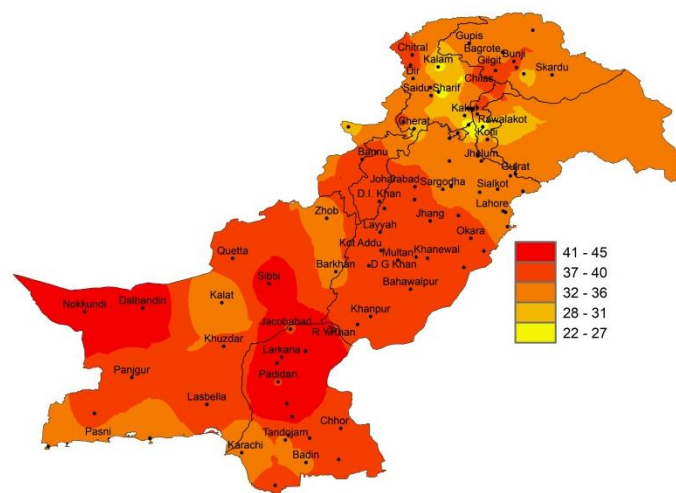 Gupis
Chitral
Bagrote
Bunji
Kalam
Gilgit
Dir
Chilas
Skardu
Saidu Sharif
Kakul
Rawalakot
Cherat
Kotli
Bannu
Jhelum
Gujrat
Joharabad
Sargodha
Sialkot
D.I. Khan
Lahore
Zhob
Jhang
Layyah
Okara
Quetta
Kot Addu
Multan
Khanewal
Barkhan
D G Khan
Sibbi
Bahawalpur
Dalbandin
Kalat
Nokkundi
Khanpur
Jacobabad
R.Y.Khan
Khuzdar
Larkana
Panjgur
Padidan
Lasbella
Chhor
Pasni
Tandojam
Karachi
Badin
41 - 45
37 - 40
32 - 36
28 - 31
22 - 27